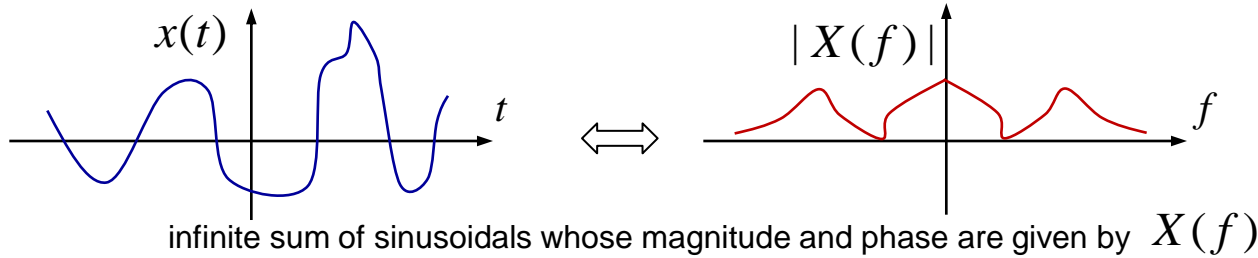 x(t)
t
|X(f)|
f
infinite sum of sinusoidals whose magnitude and phase are given by X(f)